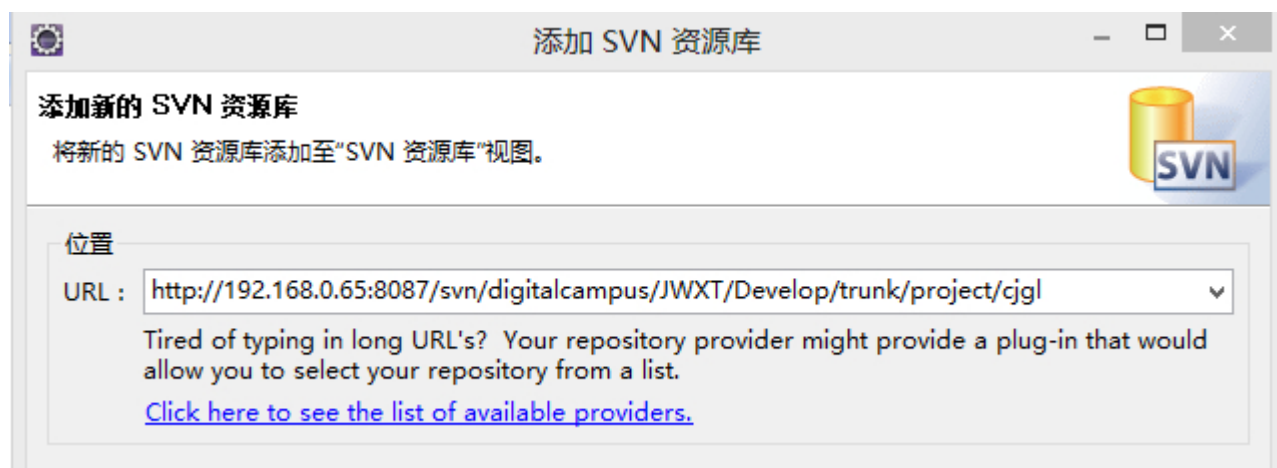 添加 SVN 资源库
添加新的 SVN 资源库
将新的 SVN 资源库添加至“SVN 资源库”视图。
SVN
位置
URL： http://192.168.0.65:8087/svn/digitalcampus/JWXT/Develop/trunk/project/cjgl
Tired of typing in long URL's? Your repository provider might provide a plug-in that would
allow you to select your repository from a list.
Click here to see the list of available providers.